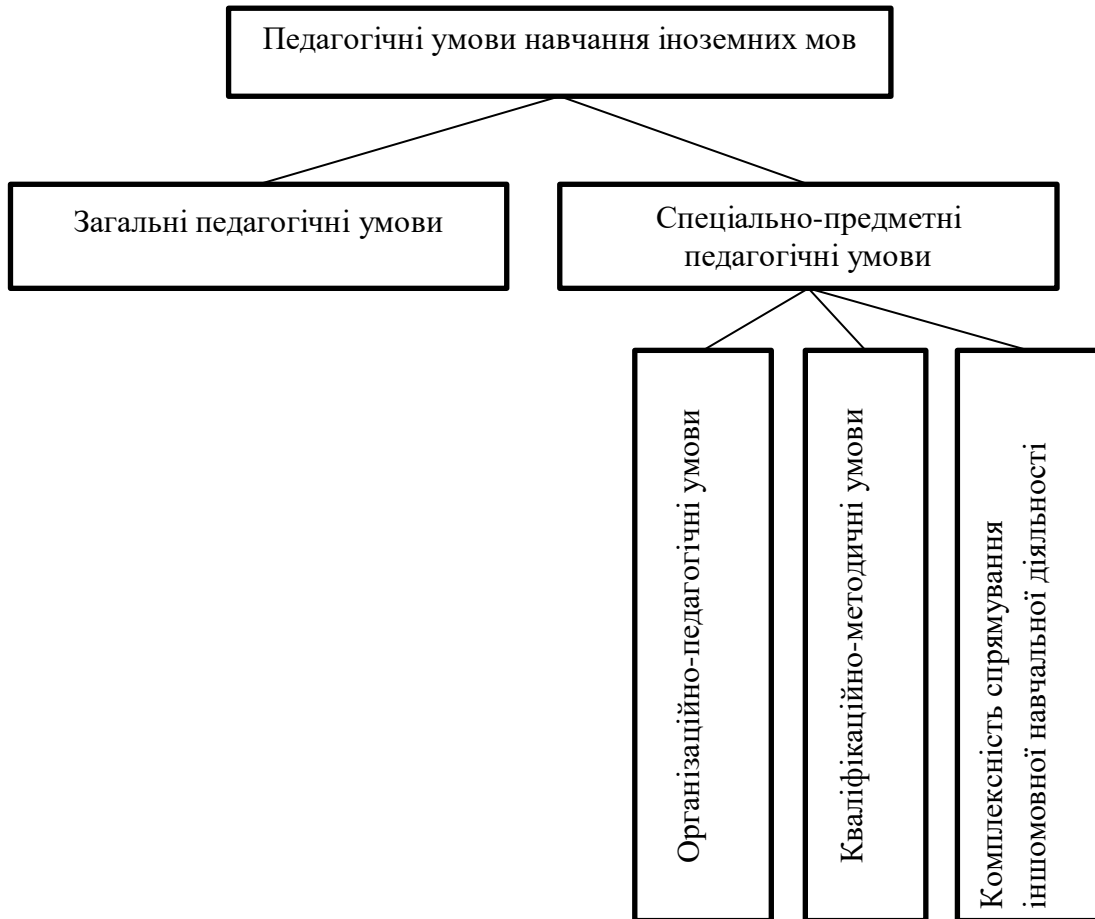 Педагогічні умови навчання іноземних мов
Загальні педагогічні умови
Спеціально-предметні
педагогічні умови
Організаційно-педагогічні умови
Кваліфікаційно-методичні умови
Комплексність спрямування
іншомовної навчальної діяльності